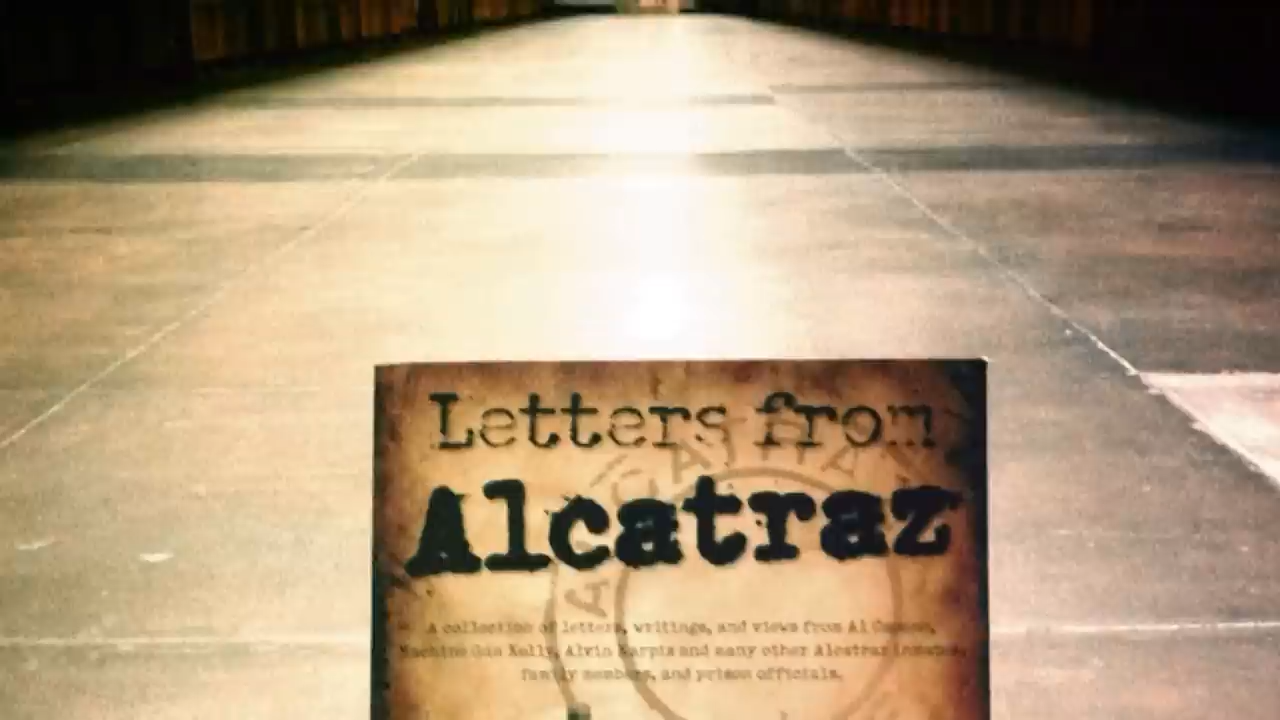 Letters from
Alcatraz
ALCATRAZ
A collection of letters, writings, and views from Al Capone,
Machine Gun Kelly, Alvin Karpis and many other Alcatraz inmates,
family members, and prison officials.